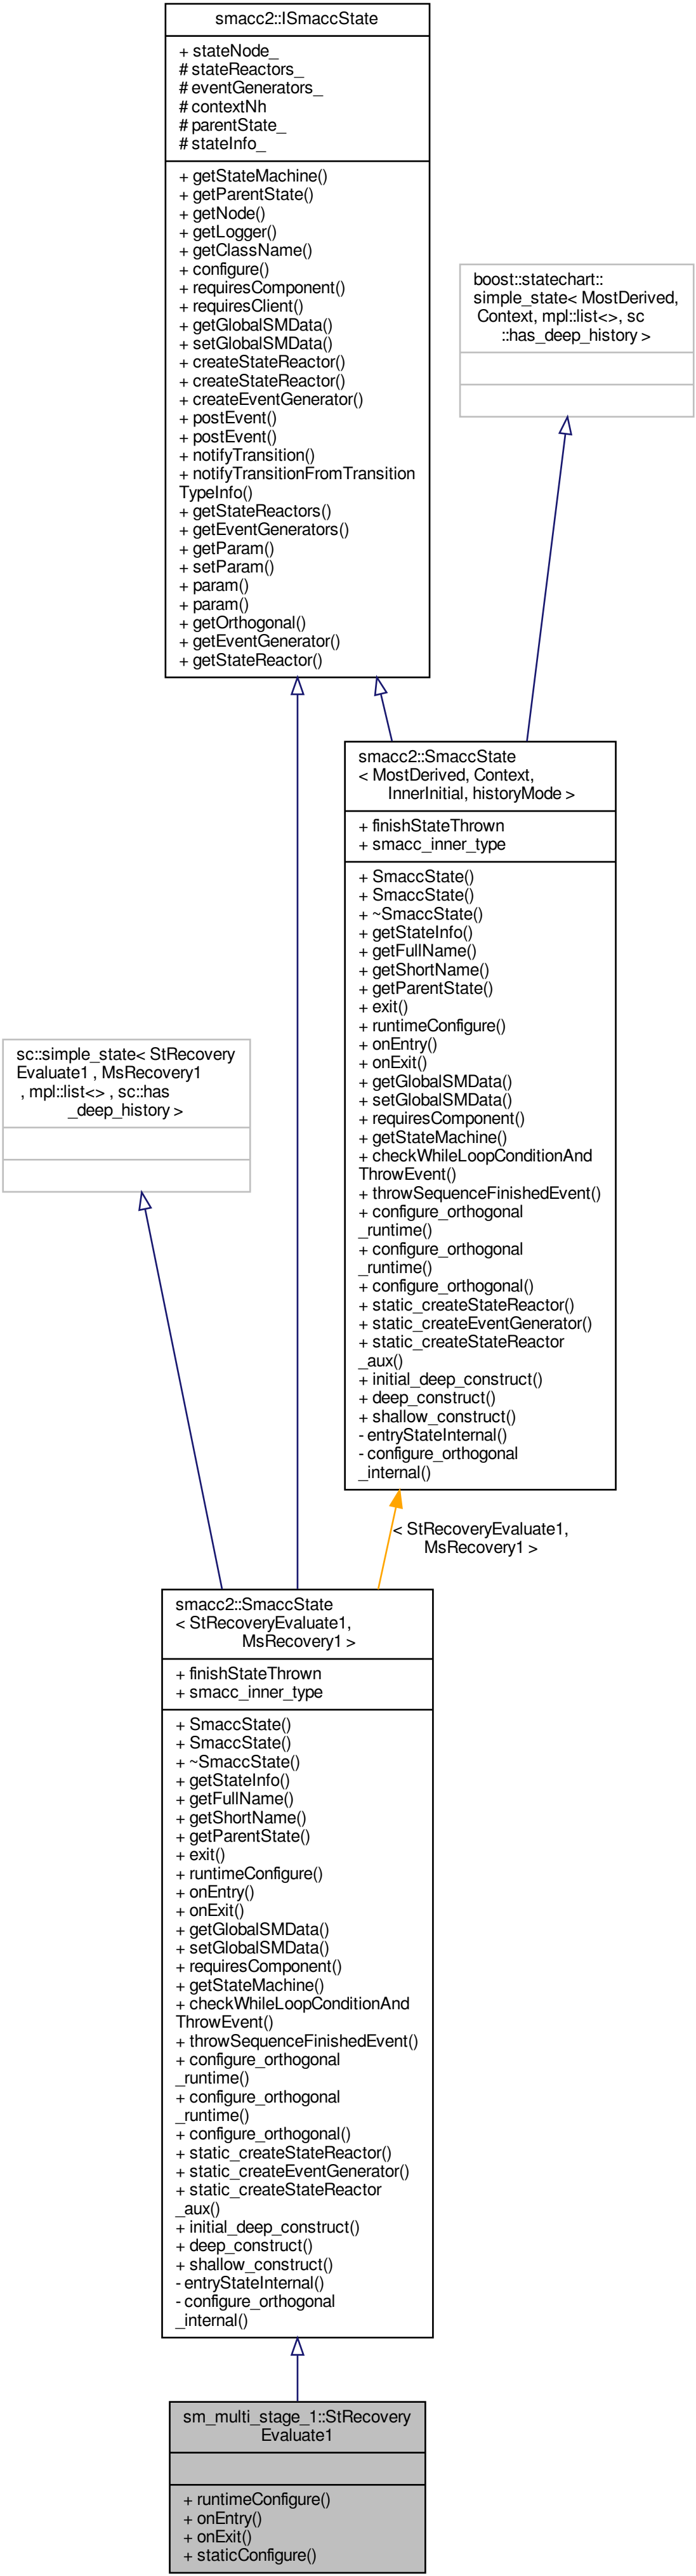 smacc2::ISmaccState
+ stateNode_
# stateReactors_
# eventGenerators_
# contextNh
# parentState_
# stateInfo_
+ getStateMachine()
+ getParentState()
+ getNode()
+ getLogger()
+ getClassName()
+ configure()
+ requiresComponent()
+ requiresClient()
+ getGlobalSMData()
+ setGlobalSMData()
+ createStateReactor()
+ createStateReactor()
+ createEventGenerator()
+ postEvent()
+ postEvent()
+ notifyTransition()
+ notifyTransitionFromTransition
TypeInfo()
+ getStateReactors()
+ getEventGenerators()
+ getParam()
+ setParam()
+ param()
+ param()
+ getOrthogonal()
+ getEventGenerator()
+ getStateReactor()
boost::statechart::
simple_state< MostDerived,
Context, mpl::list<>, sc
::has_deep_history >
smacc2::SmaccState
< MostDerived, Context,
InnerInitial, historyMode >
+ finishStateThrown
+ smacc_inner_type
+ SmaccState()
+ SmaccState()
+ ~SmaccState()
+ getStateInfo()
+ getFullName()
+ getShortName()
+ getParentState()
+ exit()
+ runtimeConfigure()
+ onEntry()
+ onExit()
+ getGlobalSMData()
+ setGlobalSMData()
+ requiresComponent()
+ getStateMachine()
+ checkWhileLoopConditionAnd
ThrowEvent()
+ throwSequenceFinishedEvent()
+ configure_orthogonal
_runtime()
+ configure_orthogonal
_runtime()
+ configure_orthogonal()
+ static_createStateReactor()
+ static_createEventGenerator()
+ static_createStateReactor
_aux()
+ initial_deep_construct()
+ deep_construct()
+ shallow_construct()
- entryStateInternal()
- configure_orthogonal
_internal()
sc::simple_state< StRecovery
Evaluate1 , MsRecovery1
, mpl::list<> , sc::has
_deep_history >
< StRecoveryEvaluate1,
MsRecovery1 >
smacc2::SmaccState
< StRecoveryEvaluate1,
MsRecovery1 >
+ finishStateThrown
+ smacc_inner_type
+ SmaccState()
+ SmaccState()
+ ~SmaccState()
+ getStateInfo()
+ getFullName()
+ getShortName()
+ getParentState()
+ exit()
+ runtimeConfigure()
+ onEntry()
+ onExit()
+ getGlobalSMData()
+ setGlobalSMData()
+ requiresComponent()
+ getStateMachine()
+ checkWhileLoopConditionAnd
ThrowEvent()
+ throwSequenceFinishedEvent()
+ configure_orthogonal
_runtime()
+ configure_orthogonal
_runtime()
+ configure_orthogonal()
+ static_createStateReactor()
+ static_createEventGenerator()
+ static_createStateReactor
_aux()
+ initial_deep_construct()
+ deep_construct()
+ shallow_construct()
- entryStateInternal()
- configure_orthogonal
_internal()
sm_multi_stage_1::StRecovery
Evaluate1
+ runtimeConfigure()
+ onEntry()
+ onExit()
+ staticConfigure()